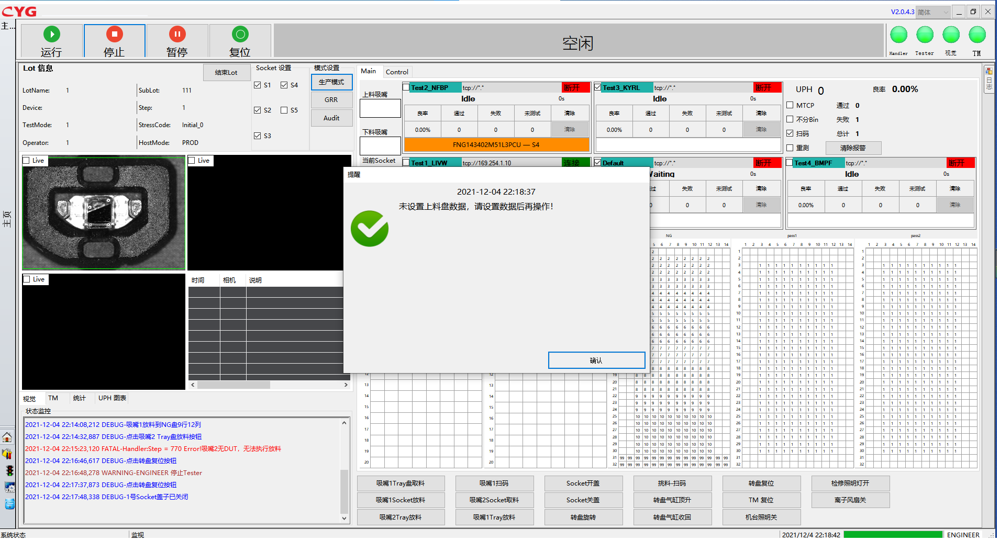 CYG
V2.0.4.3 简体
主...
运行 停止 暂停 复位
空闲
Handler Tester 视觉 TM
Lot 信息
结束Lot
LotName: 1 SubLot: 111
Device: Step: 1
TestMode: 1 StressCode: Initial_0
Operator: 1 HostMode: PROD
Socket 设置
S1 S4
S2 S5
S3
模式设置
生产模式
GRR
Audit
Main Control
上料吸嘴
下料吸嘴
当前Socket
Test2_NFBP tcp://*.* 断开
Idle 0s
良率 通过 失败 未测试 清除
0.00% 0 0 0 清除
FNG143402M51L3PCU — S4
Test3_KYRL tcp://*.* 断开
Idle 0s
良率 通过 失败 未测试 清除
0.00% 0 0 0 清除
UPH 0 良率 0.00%
MTCP 通过 0
不分Bin 失败 1
扫码 总计 1
重测 清除报警
日志
Test1_LIVW tcp://169.254.1.10 连接
Default tcp://*.* 断开
Waiting 0s
过 失败 未测试 清除
0 0 0 清除
Test4_BMPF tcp://*.* 断开
Idle 0s
良率 通过 失败 未测试 清除
0.00% 0 0 0 清除
Live
Live
Live
时间 相机 说明
主页
提醒
2021-12-04 22:18:37
未设置上料盘数据，请设置数据后再操作！
确认
NG pass1 pass2
视觉 TM 统计 UPH 图表
状态监控
2021-12-04 22:14:08,212 DEBUG-吸嘴1放料到NG盘9行12列
2021-12-04 22:14:32,887 DEBUG-点击吸嘴2 Tray盘放料按钮
2021-12-04 22:15:23,120 FATAL-Handler:Step = 770 Error!吸嘴2无DUT，无法执行放料
2021-12-04 22:16:46,617 DEBUG-点击转盘复位按钮
2021-12-04 22:16:48,278 WARNING-ENGINEER 停止Tester
2021-12-04 22:17:37,873 DEBUG-点击转盘复位按钮
2021-12-04 22:17:48,338 DEBUG-1号Socket盖子已关闭
吸嘴1Tray盘取料 吸嘴1扫码 Socket开盖 挑料-扫码 转盘复位 检修照明灯开
吸嘴1Socket放料 吸嘴2Socket取料 Socket关盖 转盘气缸顶升 TM 复位 离子风扇关
吸嘴2Tray放料 吸嘴1Tray放料 转盘旋转 转盘气缸收回 机台照明关
系统状态 监视 2021/12/4 22:18:42 ENGINEER